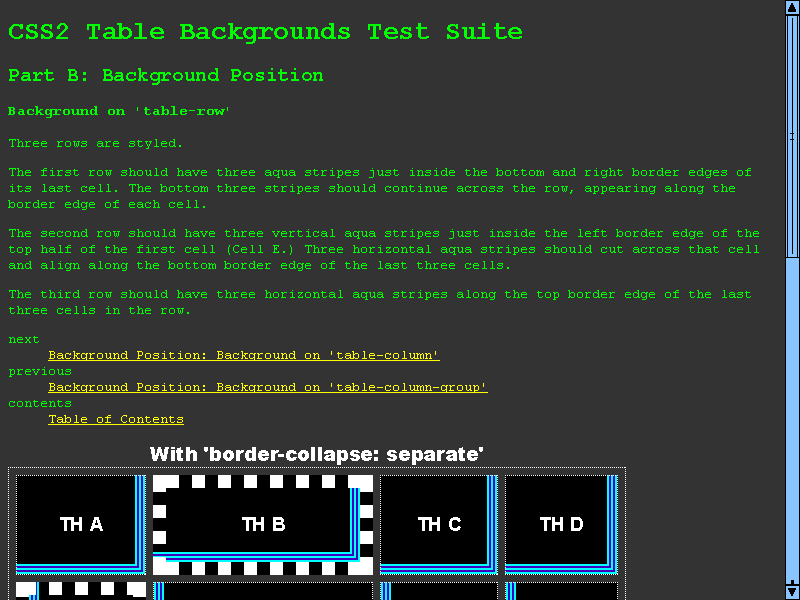 CSS2 Table Backgrounds Test Suite
Part B: Background Position
Background on 'table-row'
Three rows are styled.
The first row should have three aqua stripes just inside the bottom and right border edges of
its last cell. The bottom three stripes should continue across the row, appearing along the
border edge of each cell.
The second row should have three vertical aqua stripes just inside the left border edge of the
top half of the first cell (Cell E.) Three horizontal aqua stripes should cut across that cell
and align along the bottom border edge of the last three cells.
The third row should have three horizontal aqua stripes along the top border edge of the last
three cells in the row.
next
Background Position: Background on 'table-column'
previous
Background Position: Background on 'table-column-group'
contents
Table of Contents
With 'border-collapse: separate'
TH A TH B TH C TH D